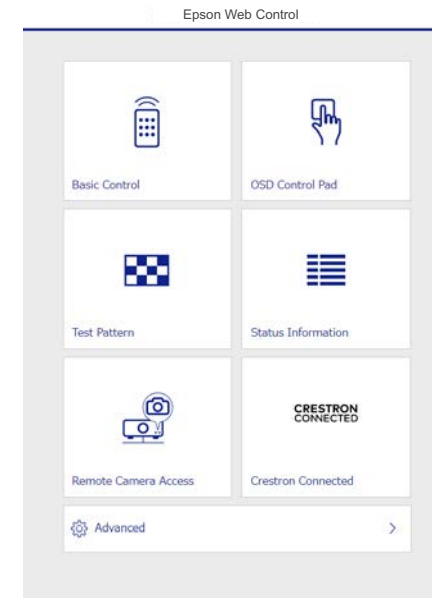 Epson Web Control
Basic Control
OSD Control Pad
Test Pattern
Status Information
CRESTRON
CONNECTED
Remote Camera Access
Crestron Connected
Advanced